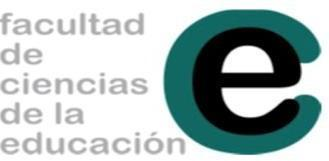 facultad
de
ciencias
de la
educación
e